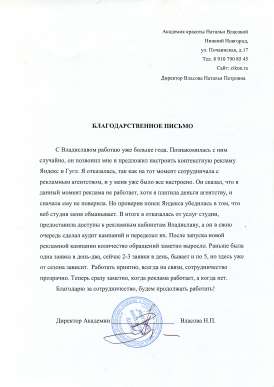 Академия красоты Натальи Власовой
Нижний Новгород,
ул. Почаинская, д.17
Тел. 8 910 790 83 45
Сайт:
Директор Власова Наталья Петровна
БЛАГОДАРСТВЕННОЕ ПИСЬМО
С Владиславом работаю уже больше года. Познакомилась с ним
случайно, он позвонил мне и предложил настроить контекстную рекламу
Яндекс и Гугл. Я отказалась, так как на тот момент сотрудничала с
рекламным агентством, и у меня уже было все настроено. Он сказал, что в
данный момент реклама не работает, хотя я платила деньги агентству, и
сначала ему не поверила. Но проверив поиск Яндекса убедилась в том, что
веб студия меня обманывает. В итоге я отказалась от услуг студии,
предоставила доступы к рекламным кабинетам Владиславу, а он в свою
очередь сделал аудит кампаний и переделал их. После запуска новой
рекламной кампании количество обращений заметно выросло. Раньше была
одна заявка в день-два, сейчас 2-3 заявки в день, бывает и по 5, но здесь уже
от сезона зависит. Работать приятно, всегда на связи, сотрудничество
прозрачно. Теперь сразу заметно, когда реклама работает, а когда нет.
Благодарю за сотрудничество, будем продолжать работать!
Директор Академии Власова Н.П.